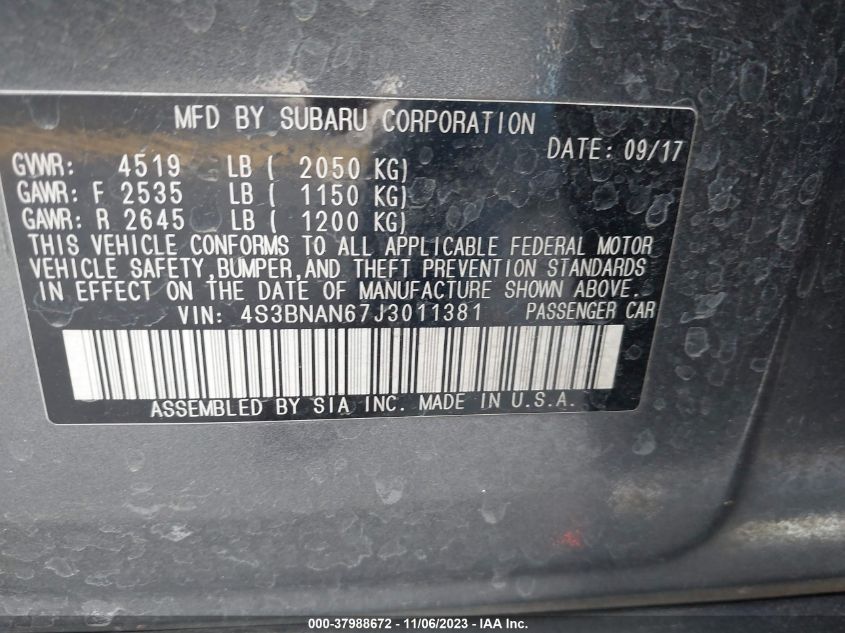 MFD BY SUBARU CORPORATION
DATE: 09/17
GVWR: 4519 LB ( 2050 KG)
GAWR: F 2535 LB ( 1150 KG)
GAWR: R 2645 LB ( 1200 KG)
THIS VEHICLE CONFORMS TO ALL APPLICABLE FEDERAL MOTOR
VEHICLE SAFETY,BUMPER,AND THEFT PREVENTION STANDARDS
IN EFFECT ON THE DATE OF MANUFACTURE SHOWN ABOVE.
VIN: 4S3BNAN67J3011381 PASSENGER CAR
ASSEMBLED BY SIA INC. MADE IN U.S.A.
000-37988672 - 11/06/2023 - IAA Inc.